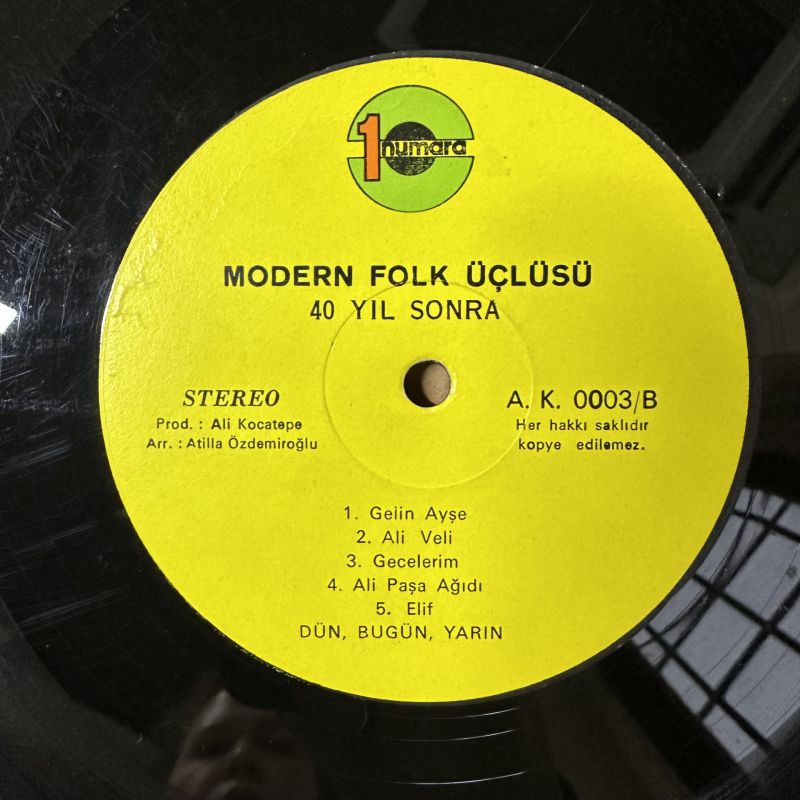 1 numara
MODERN FOLK ÜÇLÜSÜ
40 YIL SONRA
STEREO
Prod. : Ali Kocatepe
Arr. : Atilla Özdemiroğlu
A. K. 0003/B
Her hakkı saklıdır
kopye edilemez.
1. Gelin Ayşe
2. Ali Veli
3. Gecelerim
4. Ali Paşa Ağıdı
5. Elif
DÜN, BUGÜN, YARIN